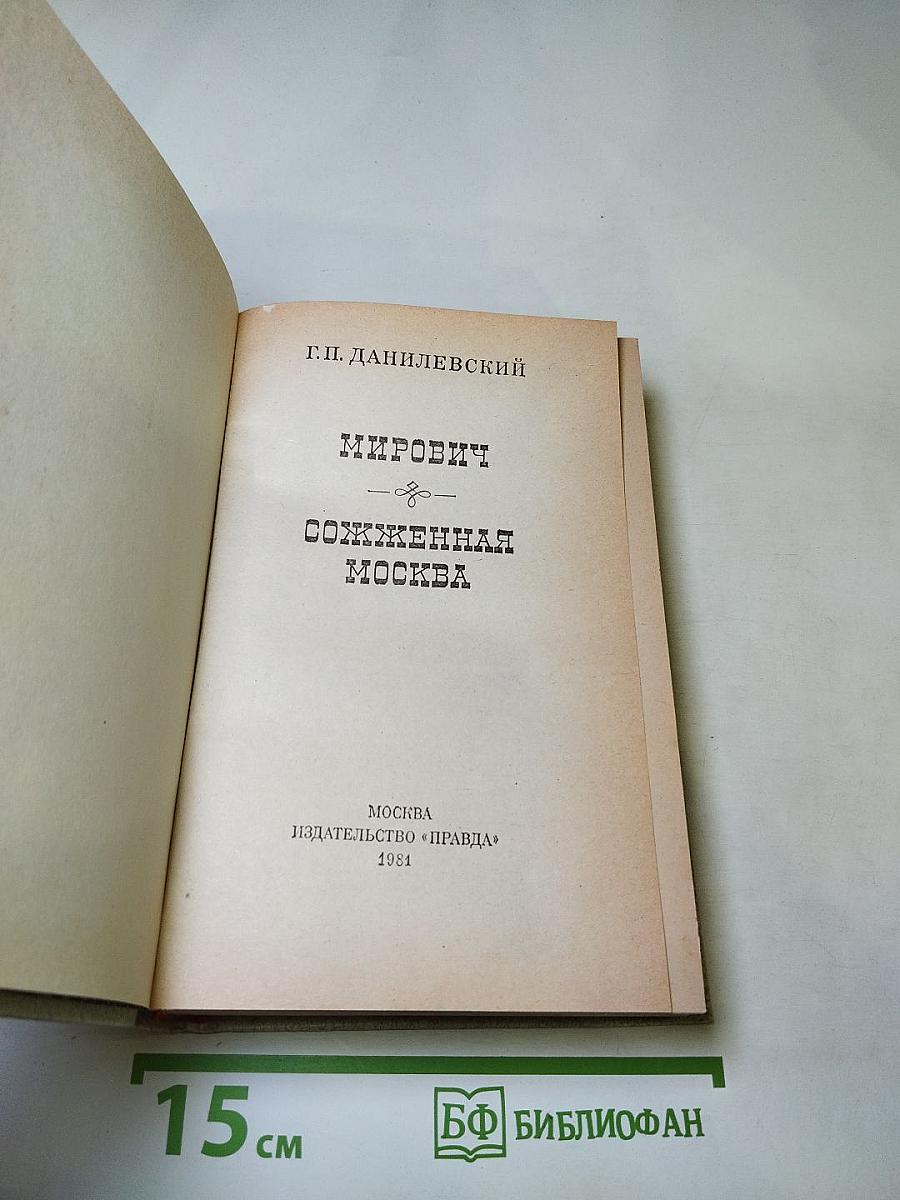 Г.П. ДАНИЛЕВСКИЙ
МИРОВИЧ
СОЖЖЕННАЯ
МОСКВА
МОСКВА
ИЗДАТЕЛЬСТВО «ПРАВДА»
1981
15 см
БФ БИБЛИОФАН